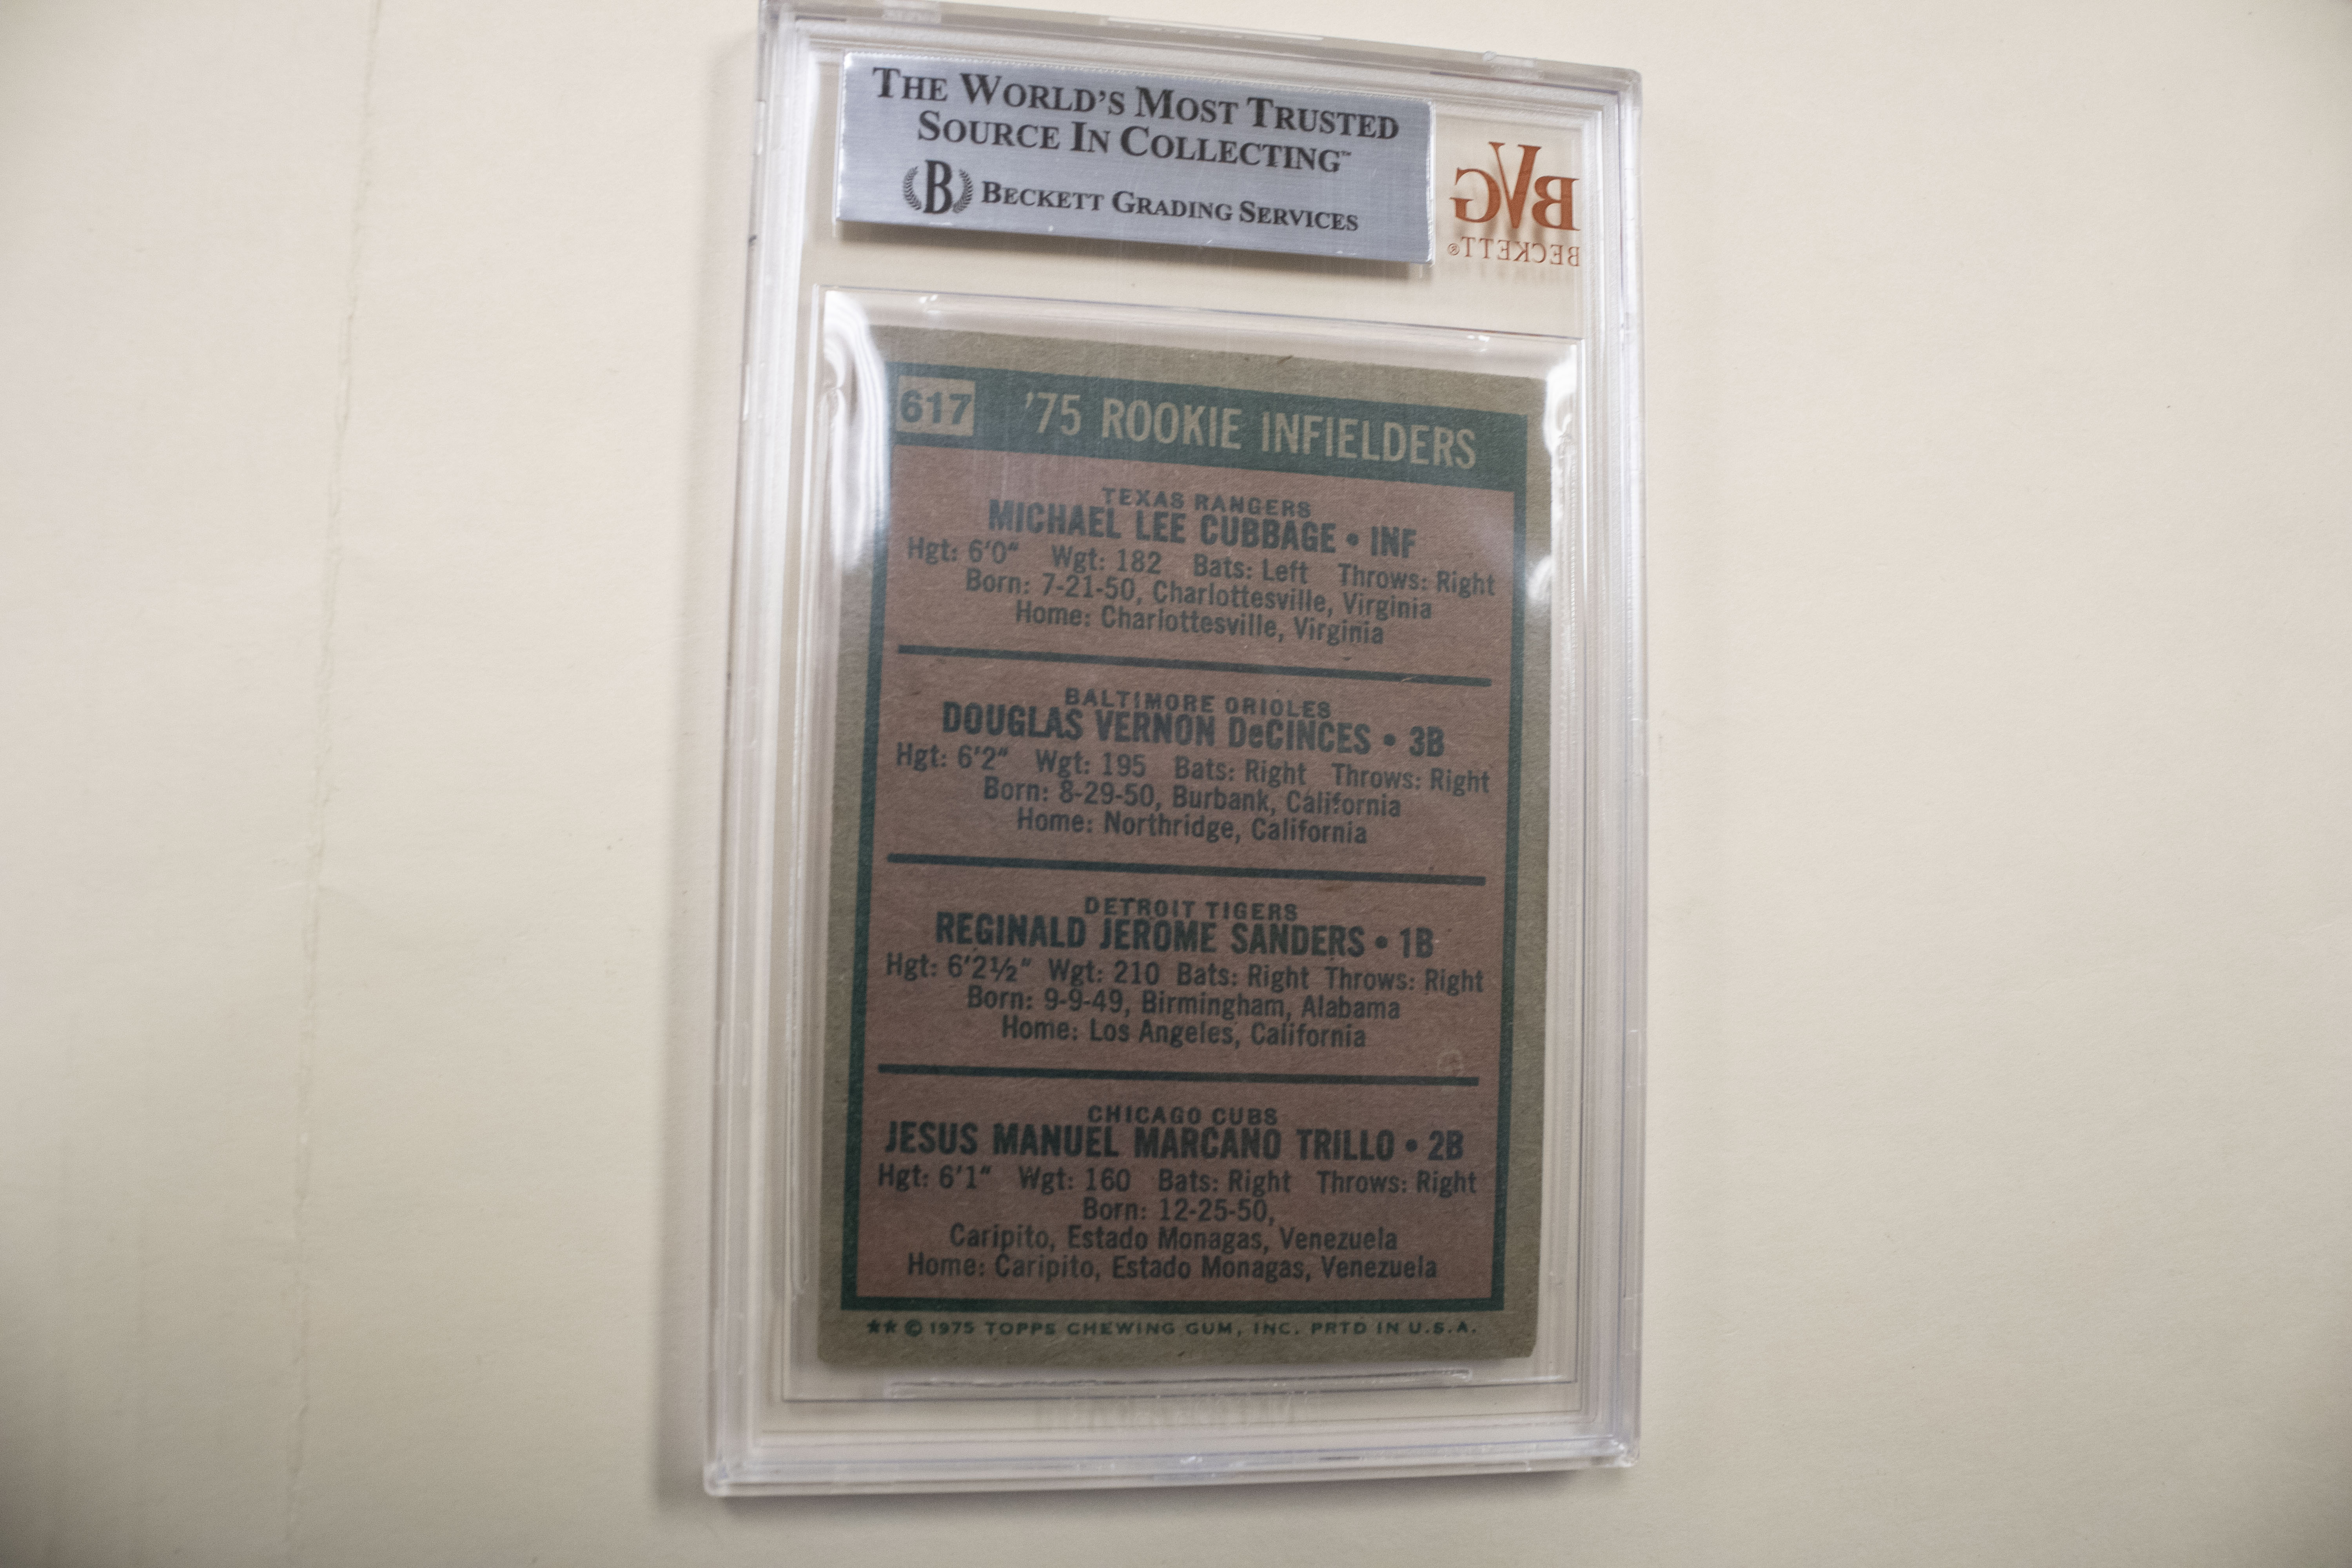 THE WORLD'S MOST TRUSTED
SOURCE IN COLLECTING™
B BECKETT GRADING SERVICES
BVG
BECKETT®
617 '75 ROOKIE INFIELDERS
TEXAS RANGERS
MICHAEL LEE CUBBAGE • INF
Hgt: 6'0" Wgt: 182 Bats: Left Throws: Right
Born: 7-21-50, Charlottesville, Virginia
Home: Charlottesville, Virginia
BALTIMORE ORIOLES
DOUGLAS VERNON DeCINCES • 3B
Hgt: 6'2" Wgt: 195 Bats: Right Throws: Right
Born: 8-29-50, Burbank, California
Home: Northridge, California
DETROIT TIGERS
REGINALD JEROME SANDERS • 1B
Hgt: 6'2½" Wgt: 210 Bats: Right Throws: Right
Born: 9-9-49, Birmingham, Alabama
Home: Los Angeles, California
CHICAGO CUBS
JESUS MANUEL MARCANO TRILLO • 2B
Hgt: 6'1" Wgt: 160 Bats: Right Throws: Right
Born: 12-25-50,
Caripito, Estado Monagas, Venezuela
Home: Caripito, Estado Monagas, Venezuela
** © 1975 TOPPS CHEWING GUM, INC. PRTD IN U.S.A.